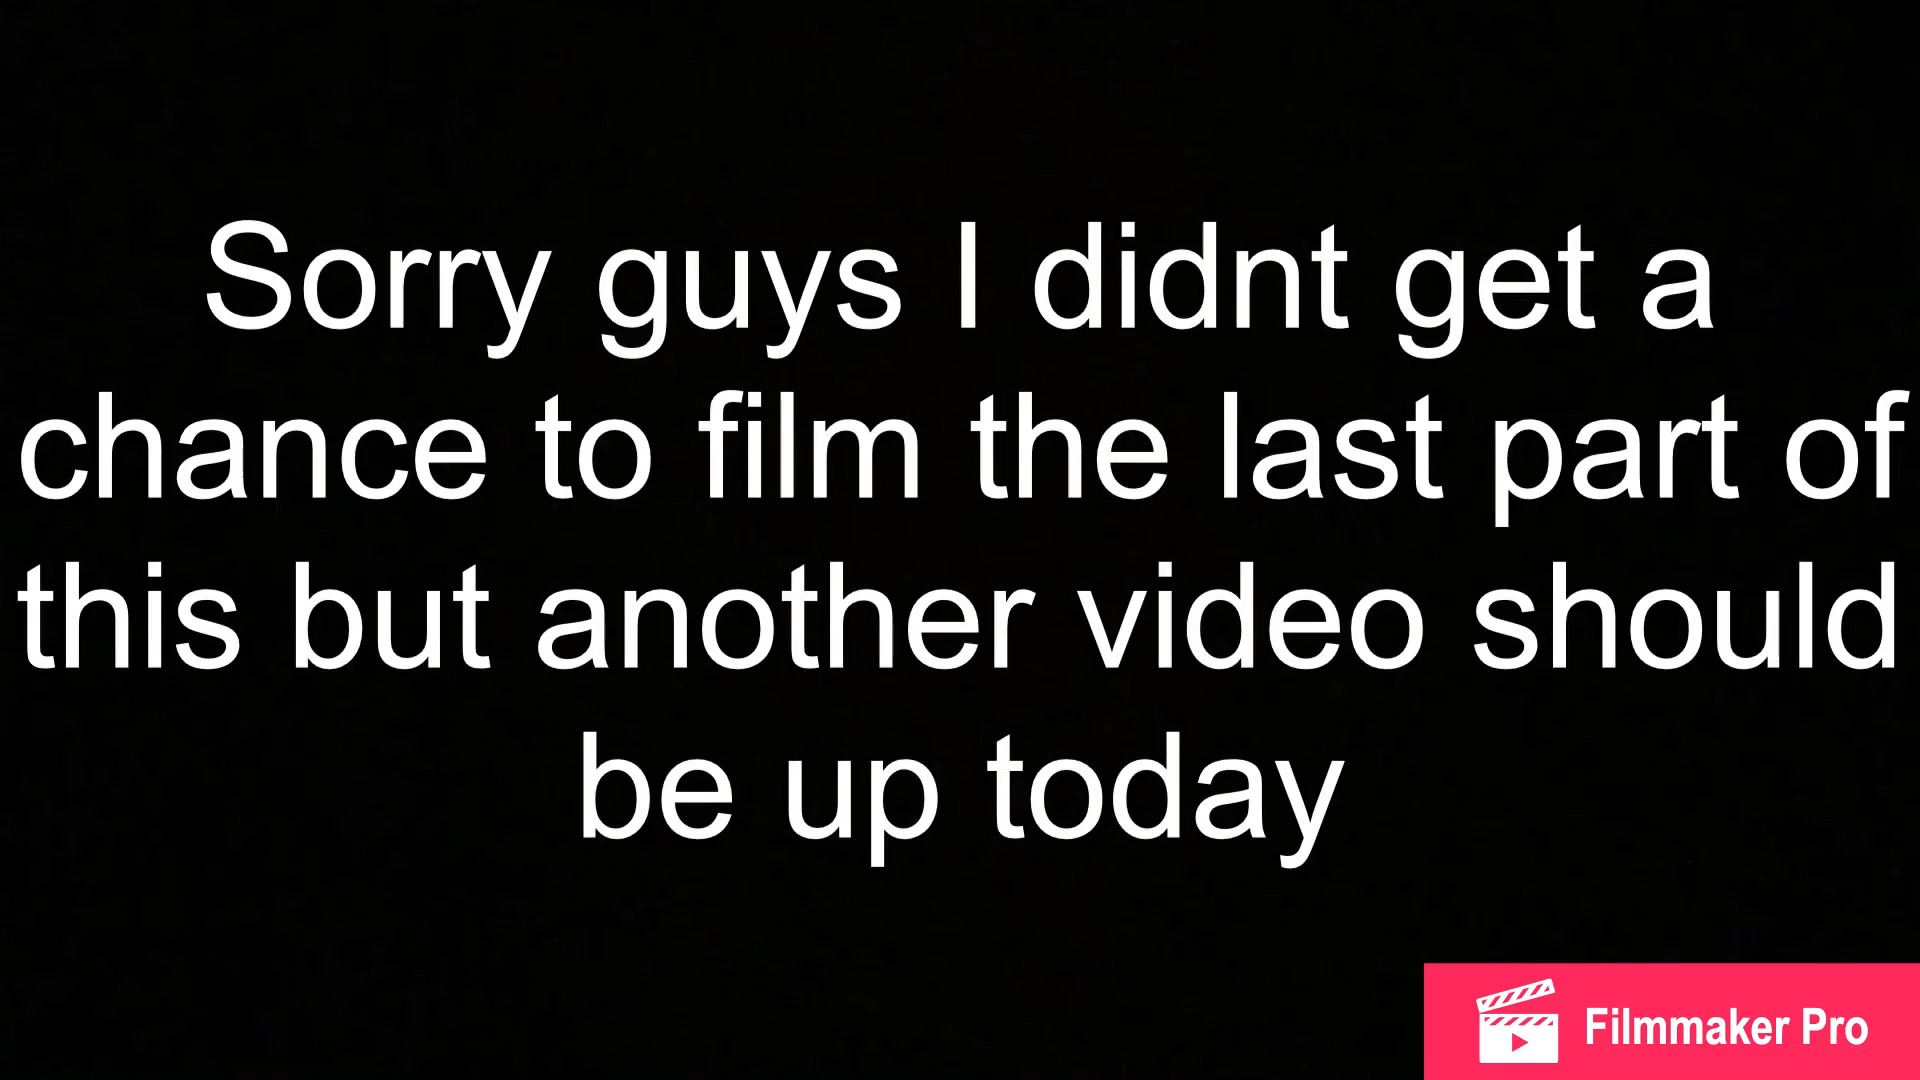 Sorry guys I didnt get a
chance to film the last part of
this but another video should
be up today
Filmmaker Pro